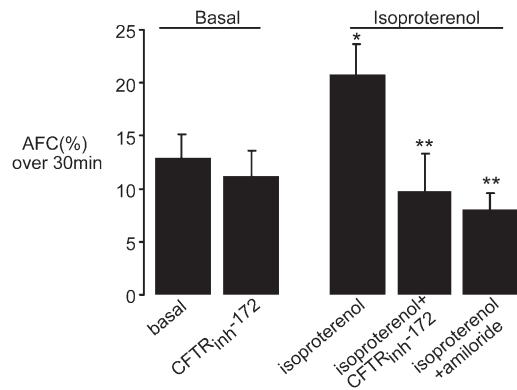 Basal
Isoproterenol
25
20
15
10
5
0
AFC(%)
over 30min
*
**
**
basal
CFTRinh-172
isoproterenol
isoproterenol+
CFTRinh-172
isoproterenol
+amiloride